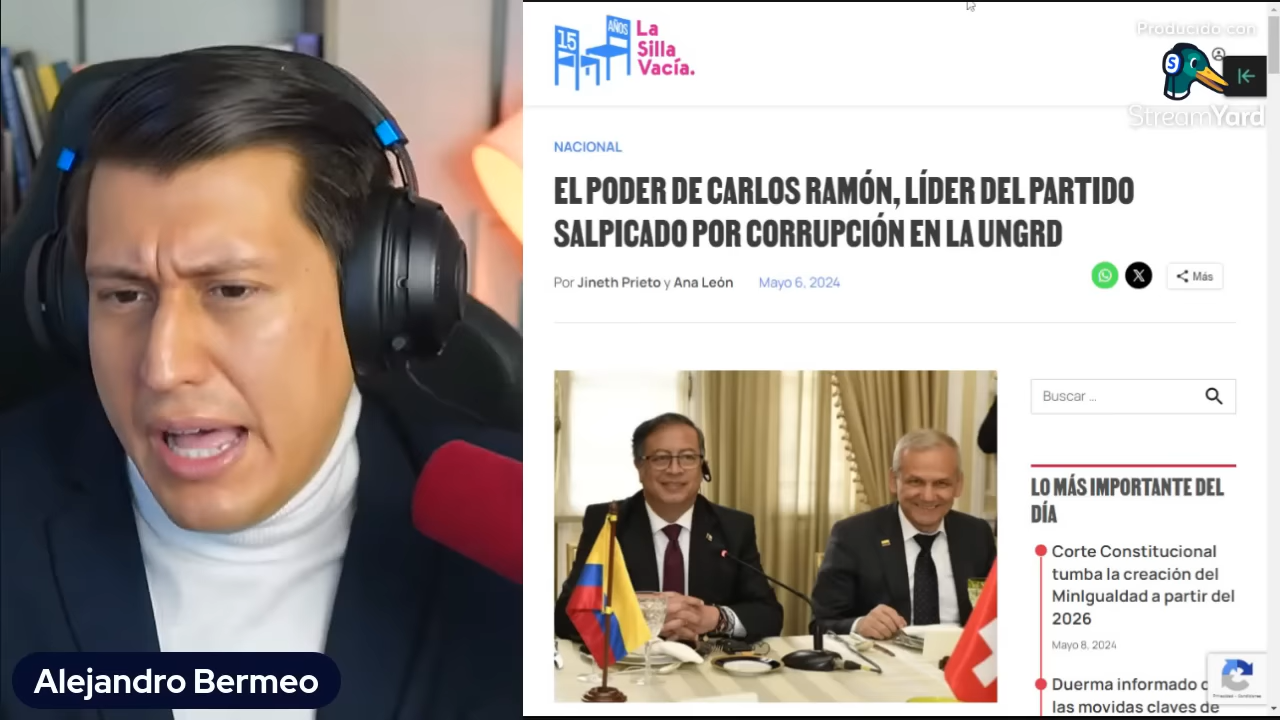 15
AÑOS
La
Silla
Vacía.
Producido con
S
StreamYard
NACIONAL
EL PODER DE CARLOS RAMÓN, LÍDER DEL PARTIDO
SALPICADO POR CORRUPCIÓN EN LA UNGRD
Por Jineth Prieto y Ana León
Mayo 6, 2024
Más
Buscar ...
LO MÁS IMPORTANTE DEL
DÍA
Corte Constitucional
tumba la creación del
MinIgualdad a partir del
2026
Mayo 8, 2024
Duerma informado
las movidas claves de
Privacidad - Condiciones
Alejandro Bermeo